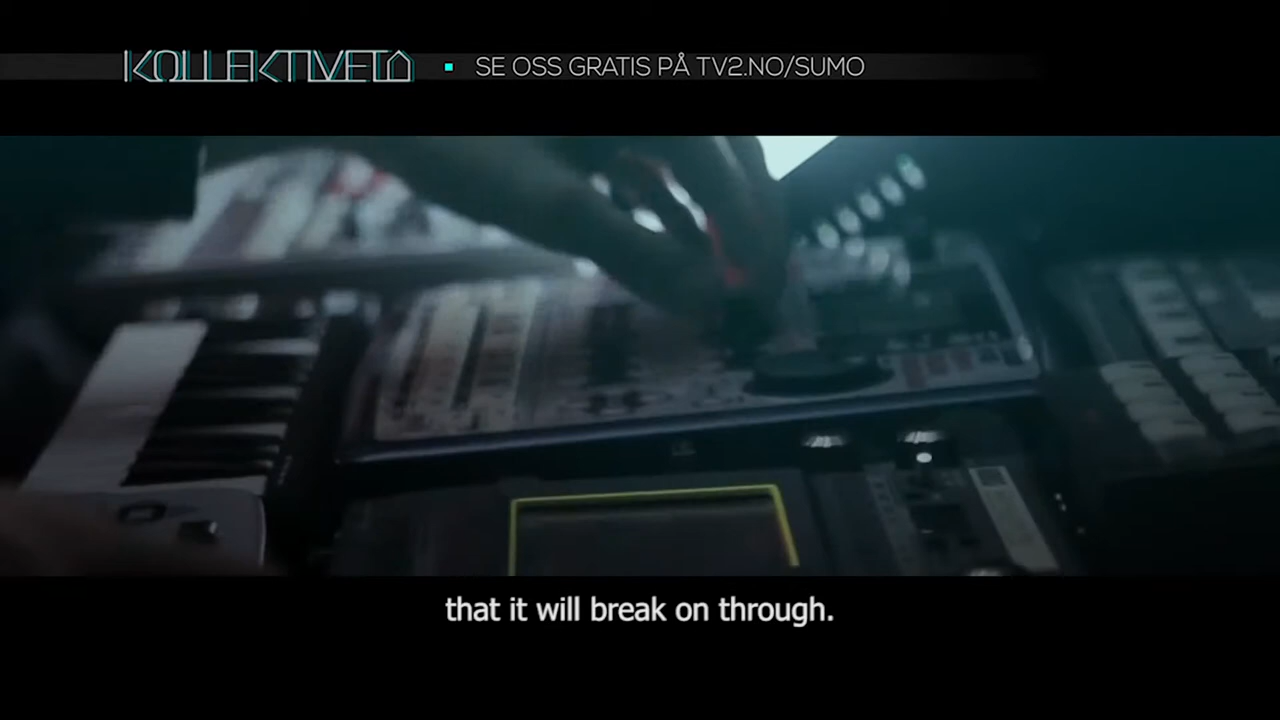 KOLLEKTIVET SE OSS GRATIS PÅ TV2.NO/SUMO
that it will break on through.